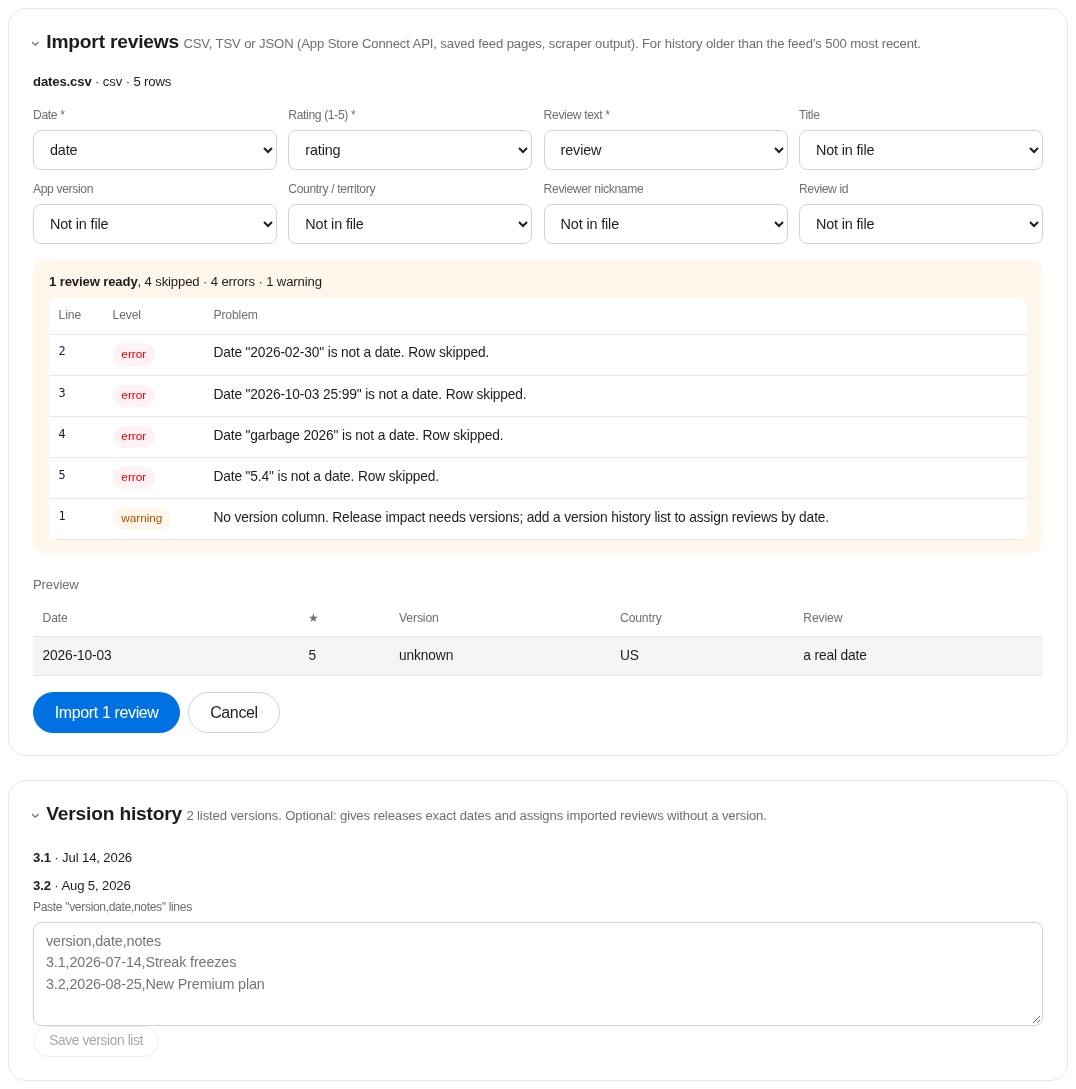 Import reviews CSV, TSV or JSON (App Store Connect API, saved feed pages, scraper output). For history older than the feed's 500 most recent.
dates.csv · csv · 5 rows
Date * Rating (1-5) * Review text * Title
date rating review Not in file
App version Country / territory Reviewer nickname Review id
Not in file Not in file Not in file Not in file
1 review ready, 4 skipped · 4 errors · 1 warning
Line Level Problem
2 error Date "2026-02-30" is not a date. Row skipped.
3 error Date "2026-10-03 25:99" is not a date. Row skipped.
4 error Date "garbage 2026" is not a date. Row skipped.
5 error Date "5.4" is not a date. Row skipped.
1 warning No version column. Release impact needs versions; add a version history list to assign reviews by date.
Preview
Date ★ Version Country Review
2026-10-03 5 unknown US a real date
Import 1 review Cancel
Version history 2 listed versions. Optional: gives releases exact dates and assigns imported reviews without a version.
3.1 · Jul 14, 2026
3.2 · Aug 5, 2026
Paste "version,date,notes" lines
version,date,notes
3.1,2026-07-14,Streak freezes
3.2,2026-08-25,New Premium plan
Save version list